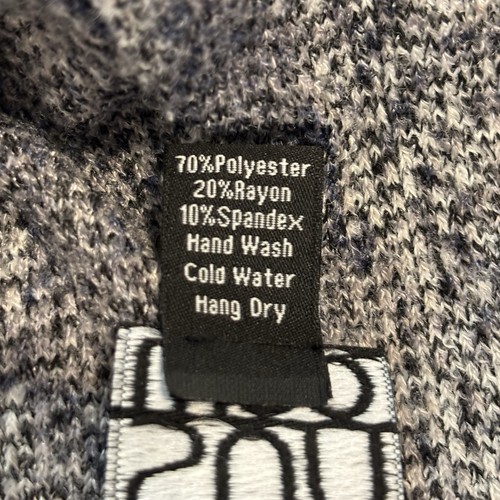 70%Polyester
20%Rayon
10%Spandex
Hand Wash
Cold Water
Hang Dry